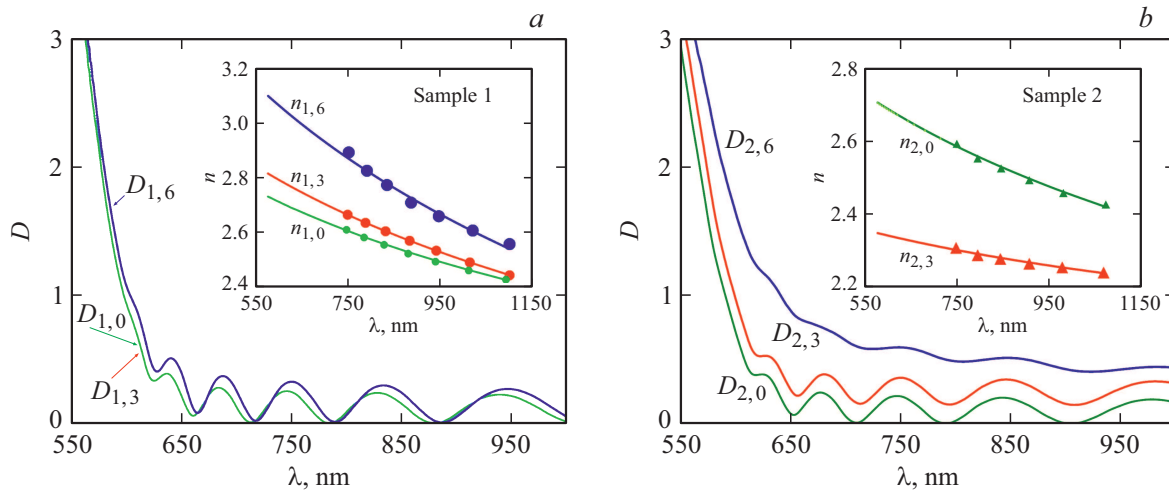 a
3
2
1
0
D
550
650
750
850
950
λ, nm
D1,6
D1,0
D1,3
3.2
3.0
2.8
2.6
2.4
n
550
750
950
1150
λ, nm
Sample 1
n1,6
n1,3
n1,0
b
3
2
1
0
D
550
650
750
850
950
λ, nm
D2,6
D2,3
D2,0
2.8
2.6
2.4
2.2
n
550
750
950
1150
λ, nm
Sample 2
n2,0
n2,3